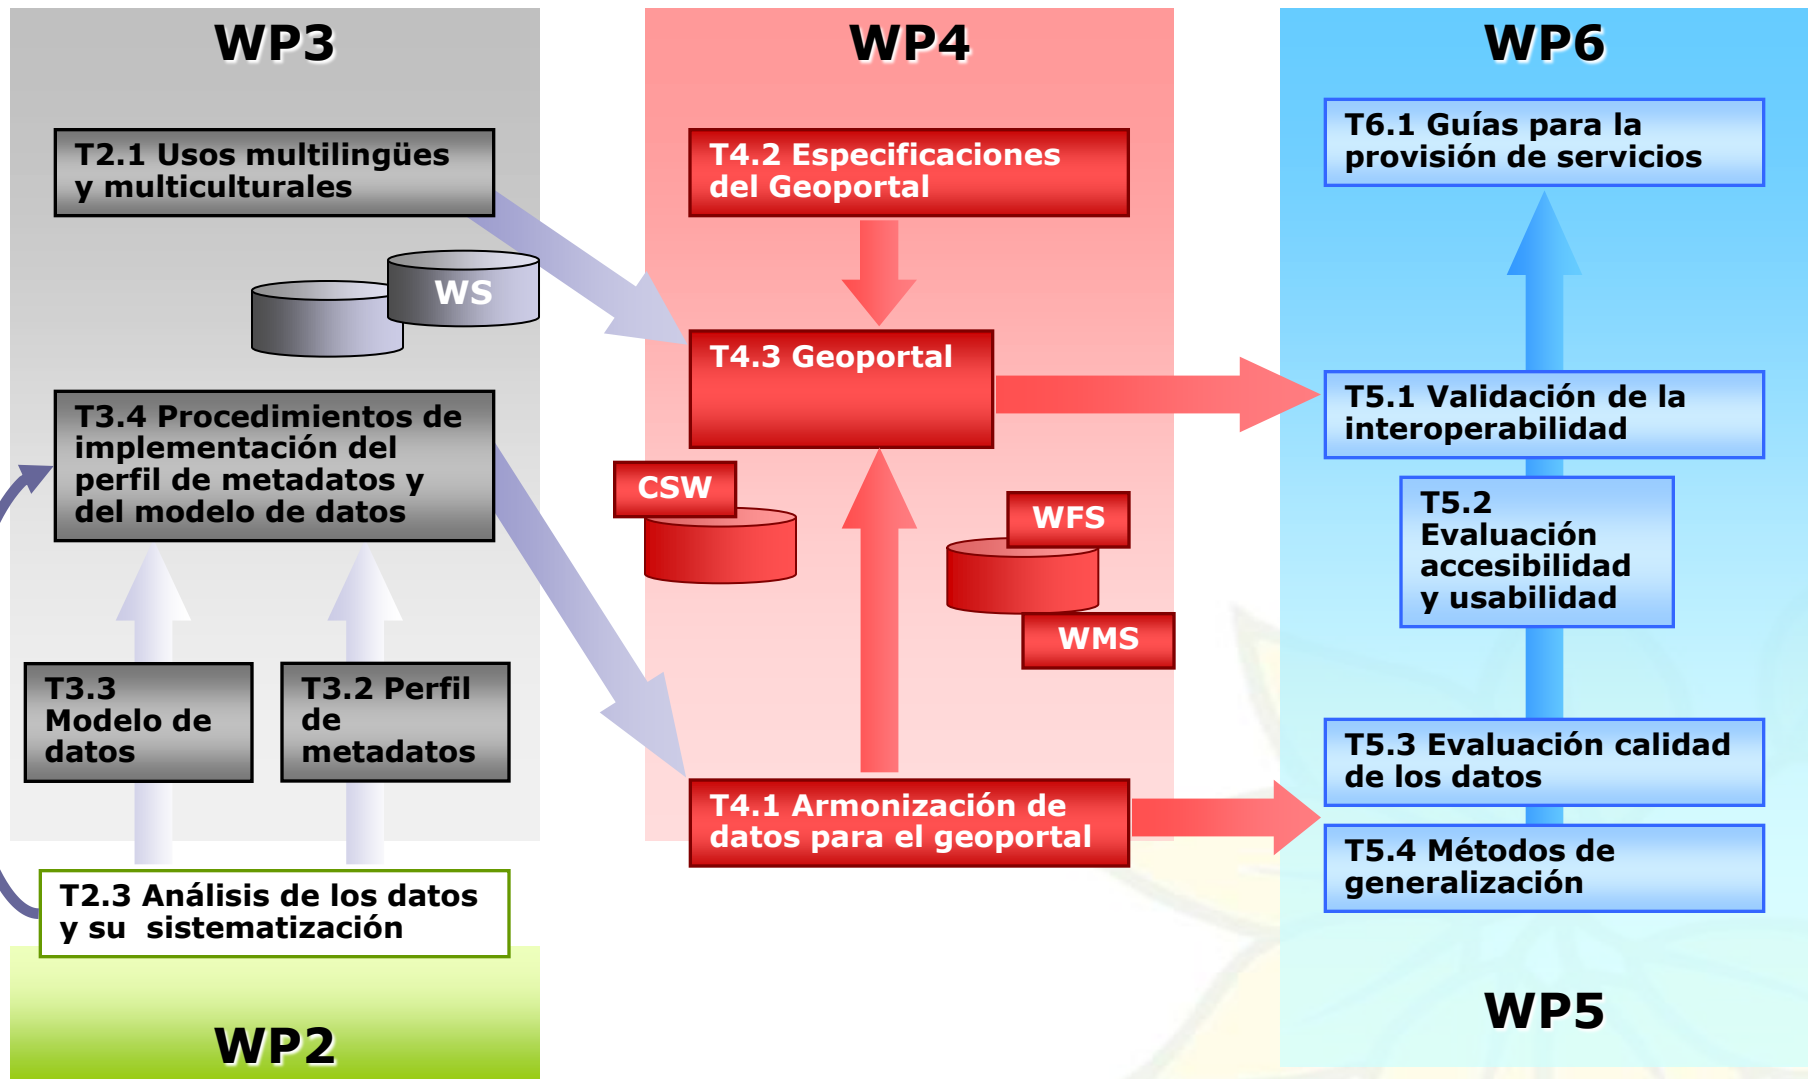 WP3
T2.1 Usos multilingües
y multiculturales
WS
T3.4 Procedimientos de
implementación del
perfil de metadatos y
del modelo de datos
T3.3
Modelo de
datos
T3.2 Perfil
de
metadatos
T2.3 Análisis de los datos
y su sistematización
WP2
WP4
T4.2 Especificaciones
del Geoportal
T4.3 Geoportal
CSW
WFS
WMS
T4.1 Armonización de
datos para el geoportal
WP6
T6.1 Guías para la
provisión de servicios
T5.1 Validación de la
interoperabilidad
T5.2
Evaluación
accesibilidad
y usabilidad
T5.3 Evaluación calidad
de los datos
T5.4 Métodos de
generalización
WP5